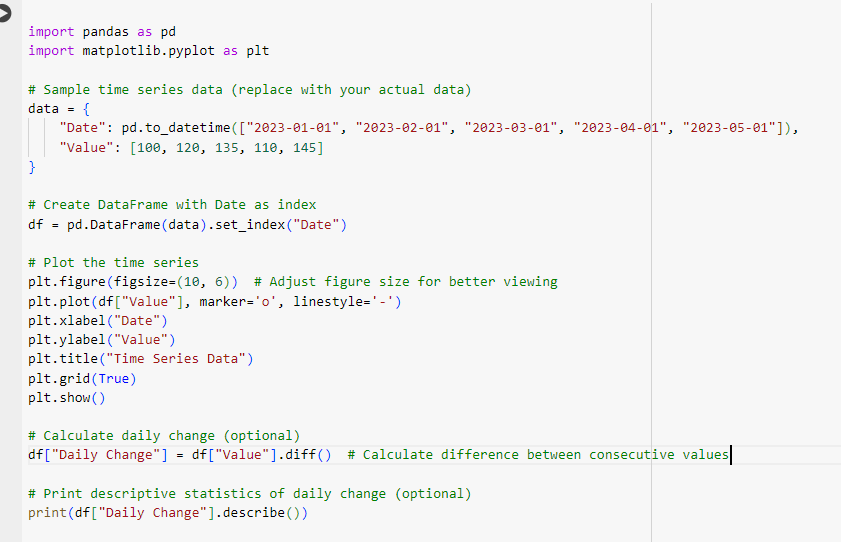 import pandas as pd
import matplotlib.pyplot as plt
# Sample time series data (replace with your actual data)
data = {
    "Date": pd.to_datetime(["2023-01-01", "2023-02-01", "2023-03-01", "2023-04-01", "2023-05-01"]),
    "Value": [100, 120, 135, 110, 145]
}
# Create DataFrame with Date as index
df = pd.DataFrame(data).set_index("Date")
# Plot the time series
plt.figure(figsize=(10, 6))  # Adjust figure size for better viewing
plt.plot(df["Value"], marker='o', linestyle='-')
plt.xlabel("Date")
plt.ylabel("Value")
plt.title("Time Series Data")
plt.grid(True)
plt.show()
# Calculate daily change (optional)
df["Daily Change"] = df["Value"].diff()  # Calculate difference between consecutive values
# Print descriptive statistics of daily change (optional)
print(df["Daily Change"].describe())